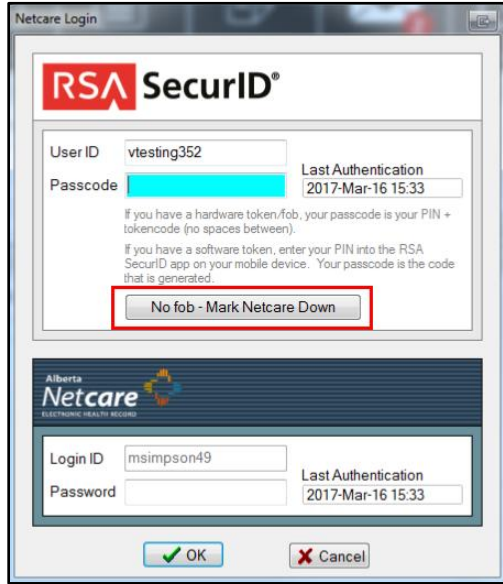 Netcare Login
RSA SecurID®
User ID vtesting352
Last Authentication
Passcode 2017-Mar-16 15:33
If you have a hardware token/fob, your passcode is your PIN +
tokencode (no spaces between).
If you have a software token, enter your PIN into the RSA
SecurID app on your mobile device. Your passcode is the code
that is generated.
No fob - Mark Netcare Down
Alberta
Netcare
ELECTRONIC HEALTH RECORD
Login ID msimpson49
Last Authentication
Password 2017-Mar-16 15:33
OK Cancel